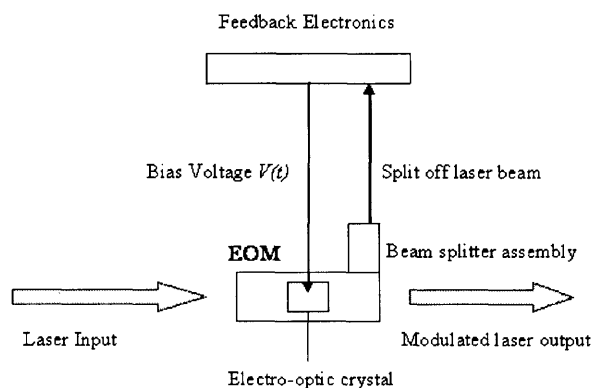 Feedback Electronics
Bias Voltage V(t)
Split off laser beam
EOM
Beam splitter assembly
Laser Input
Modulated laser output
Electro-optic crystal